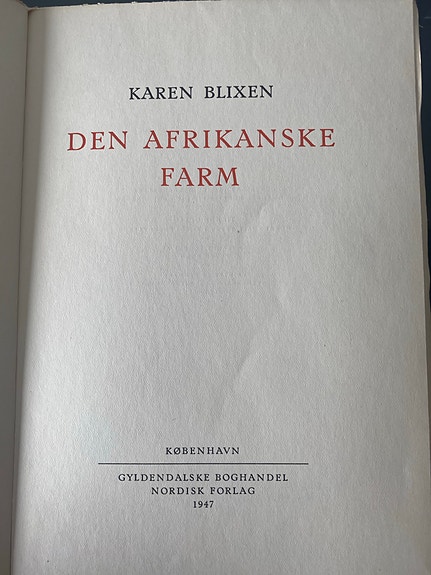 KAREN BLIXEN
DEN AFRIKANSKE
FARM
KØBENHAVN
GYLDENDALSKE BOGHANDEL
NORDISK FORLAG
1947